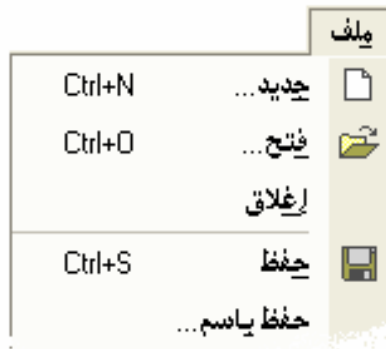 ملف
جديد... Ctrl+N
فتح... Ctrl+O
إغلاق
حفظ Ctrl+S
حفظ باسم...